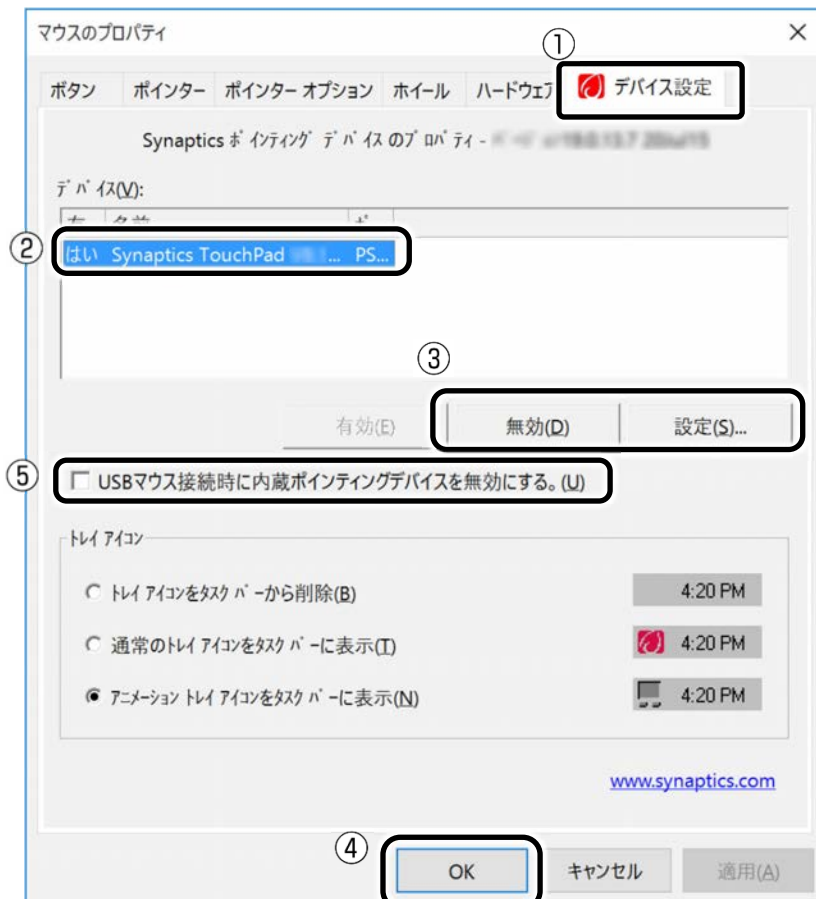 マウスのプロパティ
①
ボタン ポインター ポインター オプション ホイール ハードウェア デバイス設定
Synaptics ﾎﾟｲﾝﾃｨﾝｸﾞ ﾃﾞﾊﾞｲｽ のﾌﾟﾛﾊﾟﾃｨ -
ﾃﾞﾊﾞｲｽ(V):
名前
②
はい Synaptics TouchPad ... PS...
③
有効(E) 無効(D) 設定(S)...
⑤
USBマウス接続時に内蔵ポインティングデバイスを無効にする。(U)
ﾄﾚｲ ｱｲｺﾝ
ﾄﾚｲ ｱｲｺﾝをﾀｽｸ ﾊﾞｰから削除(B) 4:20 PM
通常のﾄﾚｲ ｱｲｺﾝをﾀｽｸ ﾊﾞｰに表示(T) 4:20 PM
ｱﾆﾒｰｼｮﾝ ﾄﾚｲ ｱｲｺﾝをﾀｽｸ ﾊﾞｰに表示(N) 4:20 PM
www.synaptics.com
④
OK キャンセル 適用(A)